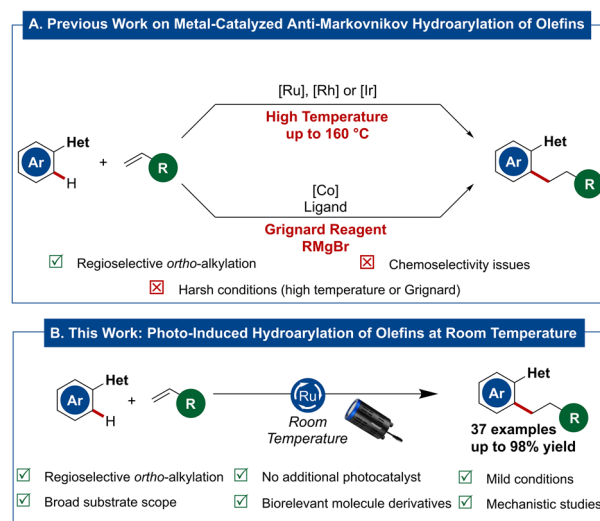 A. Previous Work on Metal-Catalyzed Anti-Markovnikov Hydroarylation of Olefins
[Ru], [Rh] or [Ir]
High Temperature
up to 160 °C
Het
Ar
H
+
R
Het
Ar
R
[Co]
Ligand
Grignard Reagent
RMgBr
Regioselective ortho-alkylation
Chemoselectivity issues
Harsh conditions (high temperature or Grignard)
B. This Work: Photo-Induced Hydroarylation of Olefins at Room Temperature
Het
Ar
H
+
R
Ru
Room
Temperature
Het
Ar
R
37 examples
up to 98% yield
Regioselective ortho-alkylation
No additional photocatalyst
Mild conditions
Broad substrate scope
Biorelevant molecule derivatives
Mechanistic studies